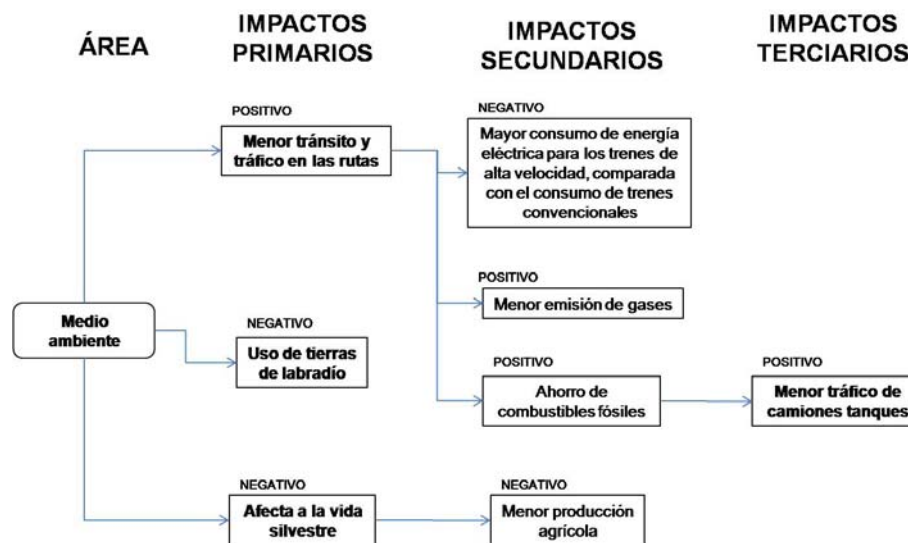 ÁREA
IMPACTOS
PRIMARIOS
IMPACTOS
SECUNDARIOS
IMPACTOS
TERCIARIOS
POSITIVO
Menor tránsito y
tráfico en las rutas
NEGATIVO
Mayor consumo de energía
eléctrica para los trenes de
alta velocidad, comparada
con el consumo de trenes
convencionales
POSITIVO
Menor emisión de gases
Medio
ambiente
NEGATIVO
Uso de tierras
de labradío
POSITIVO
Ahorro de
combustibles fósiles
POSITIVO
Menor tráfico de
camiones tanques
NEGATIVO
Afecta a la vida
silvestre
NEGATIVO
Menor producción
agrícola